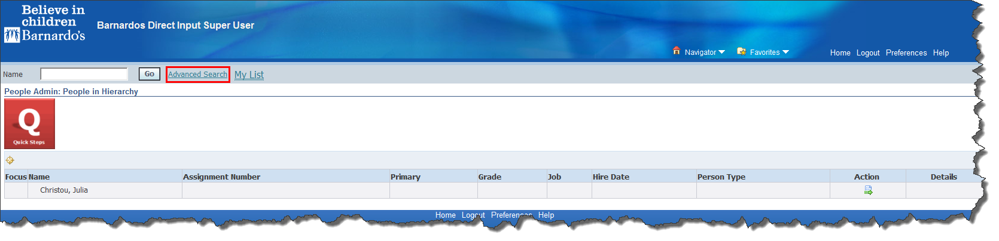 Believe in
children
Barnardo's
Barnardos Direct Input Super User
Navigator Favorites Home Logout Preferences Help
Name Go Advanced Search My List
People Admin: People in Hierarchy
Q
Quick Steps
Focus Name Assignment Number Primary Grade Job Hire Date Person Type Action Details
Christou, Julia
Home Logout Preferences Help